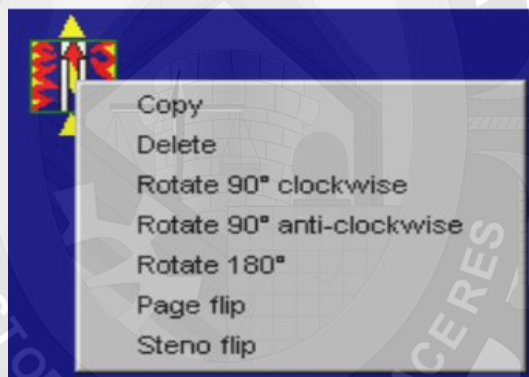 Copy
Delete
Rotate 90° clockwise
Rotate 90° anti-clockwise
Rotate 180°
Page flip
Steno flip